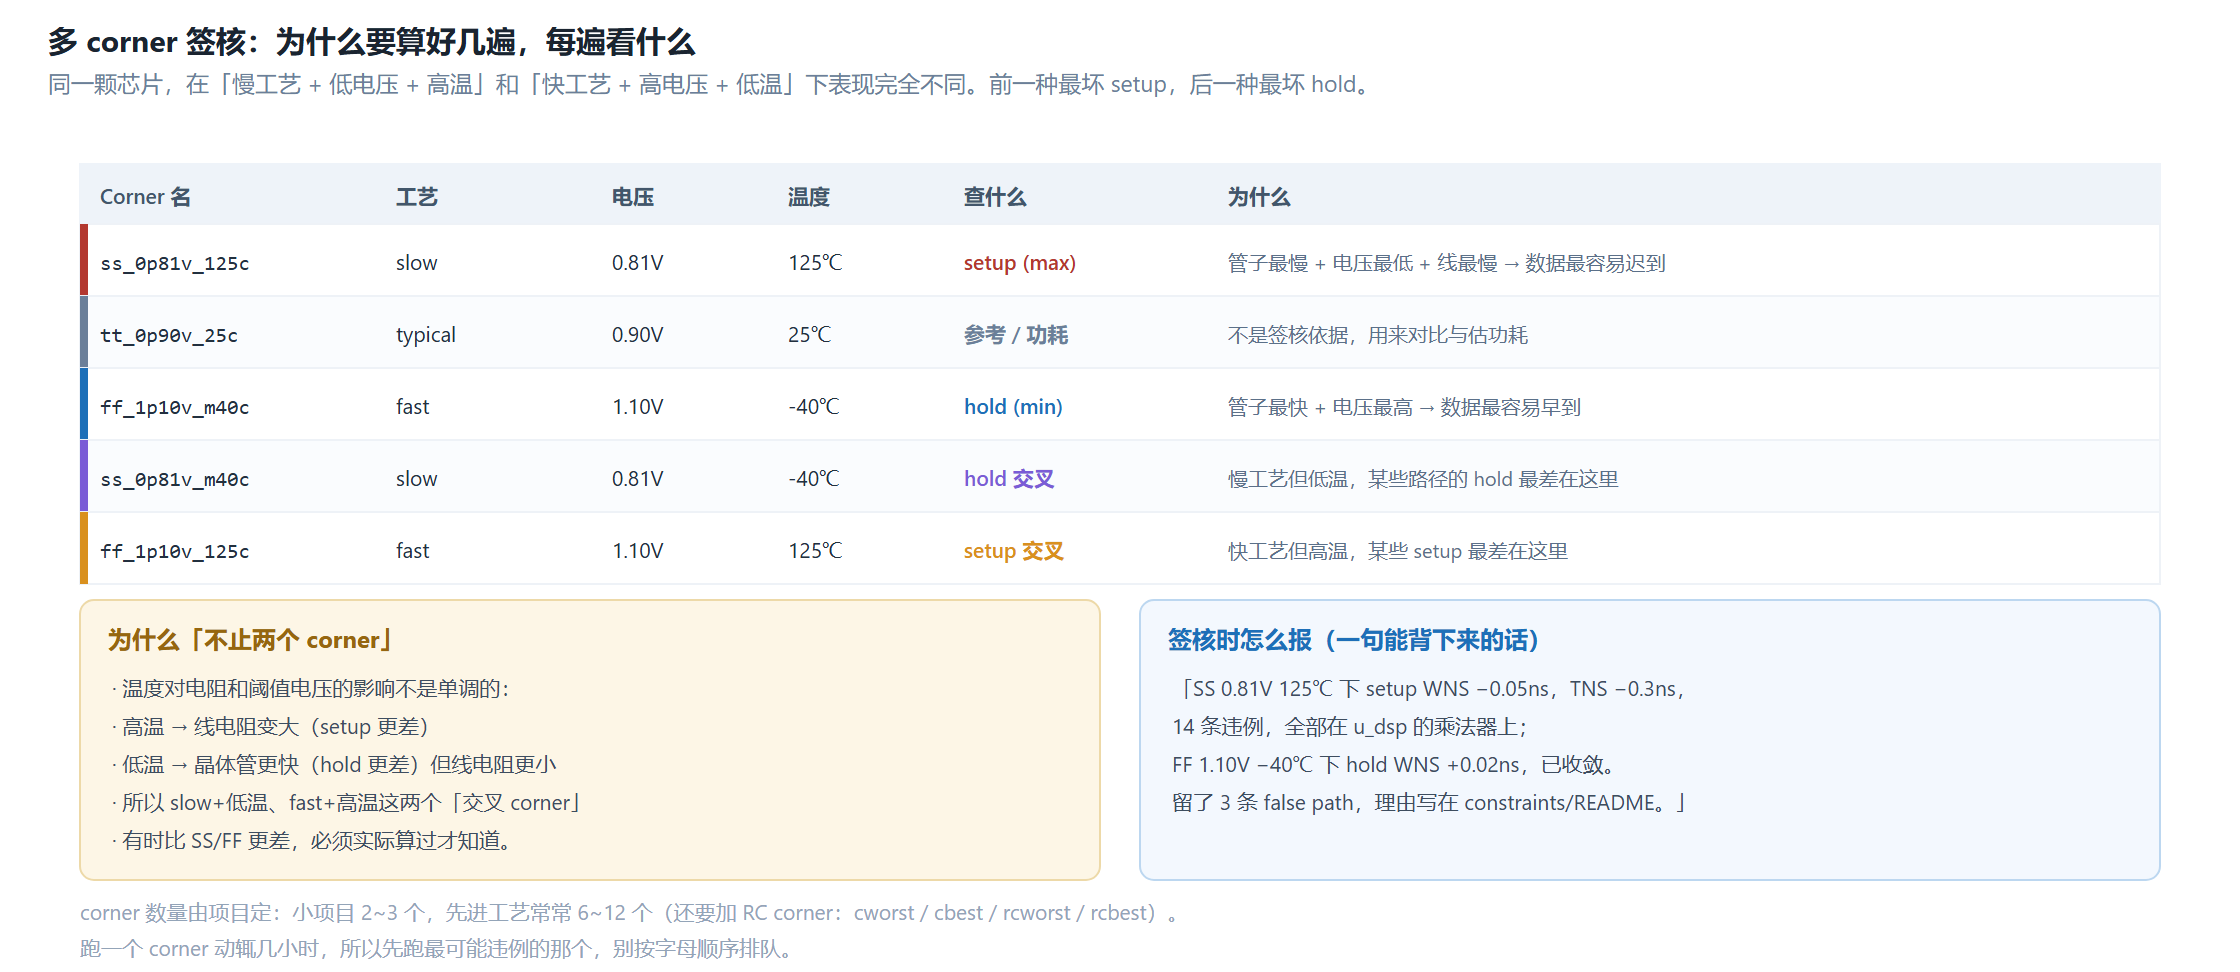 多 corner 签核：为什么要算好几遍，每遍看什么
同一颗芯片，在「慢工艺 + 低电压 + 高温」和「快工艺 + 高电压 + 低温」下表现完全不同。前一种最坏 setup，后一种最坏 hold。
Corner 名 工艺 电压 温度 查什么 为什么
ss_0p81v_125c slow 0.81V 125℃ setup (max) 管子最慢 + 电压最低 + 线最慢 → 数据最容易迟到
tt_0p90v_25c typical 0.90V 25℃ 参考 / 功耗 不是签核依据，用来对比与估功耗
ff_1p10v_m40c fast 1.10V -40℃ hold (min) 管子最快 + 电压最高 → 数据最容易早到
ss_0p81v_m40c slow 0.81V -40℃ hold 交叉 慢工艺但低温，某些路径的 hold 最差在这里
ff_1p10v_125c fast 1.10V 125℃ setup 交叉 快工艺但高温，某些 setup 最差在这里
为什么「不止两个 corner」
· 温度对电阻和阈值电压的影响不是单调的：
· 高温 → 线电阻变大（setup 更差）
· 低温 → 晶体管更快（hold 更差）但线电阻更小
· 所以 slow+低温、fast+高温这两个「交叉 corner」
· 有时比 SS/FF 更差，必须实际算过才知道。
签核时怎么报（一句能背下来的话）
「SS 0.81V 125℃ 下 setup WNS −0.05ns，TNS −0.3ns，
14 条违例，全部在 u_dsp 的乘法器上；
FF 1.10V −40℃ 下 hold WNS +0.02ns，已收敛。
留了 3 条 false path，理由写在 constraints/README。」
corner 数量由项目定：小项目 2~3 个，先进工艺常常 6~12 个（还要加 RC corner：cworst / cbest / rcworst / rcbest）。
跑一个 corner 动辄几小时，所以先跑最可能违例的那个，别按字母顺序排队。